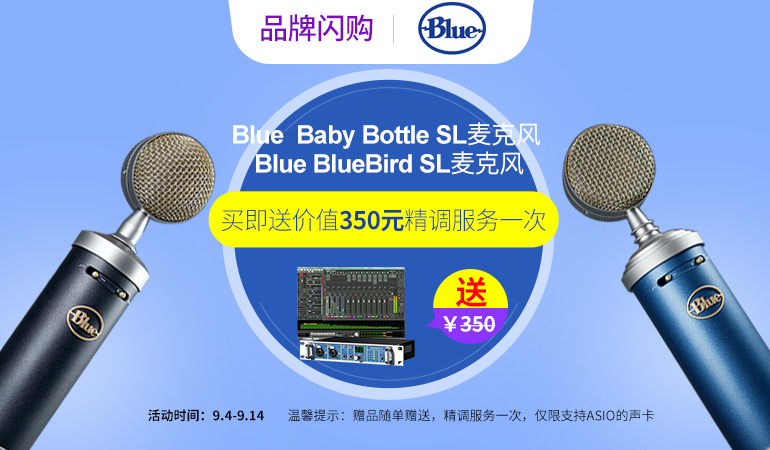 品牌闪购
Blue
Blue Baby Bottle SL麦克风
Blue BlueBird SL麦克风
买即送价值350元精调服务一次
送
￥350
Blue
Blue
活动时间：9.4-9.14 温馨提示：赠品随单赠送，精调服务一次，仅限支持ASIO的声卡